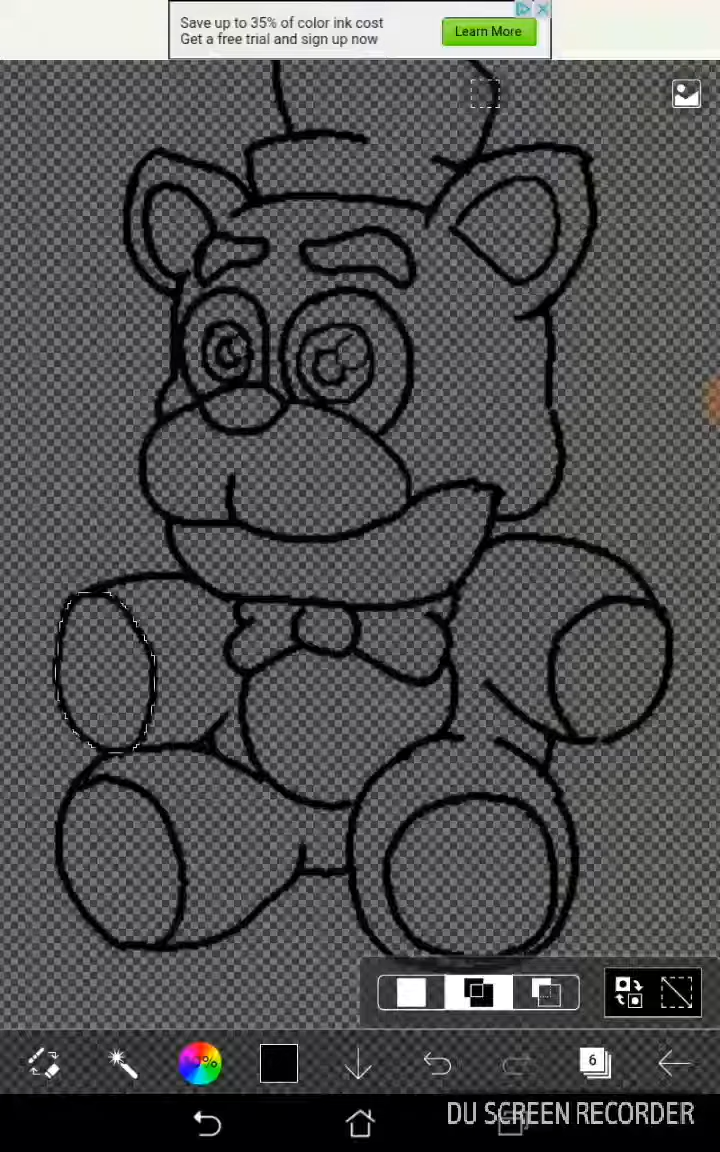 Save up to 35% of color ink cost
Get a free trial and sign up now
Learn More
6
DU SCREEN RECORDER